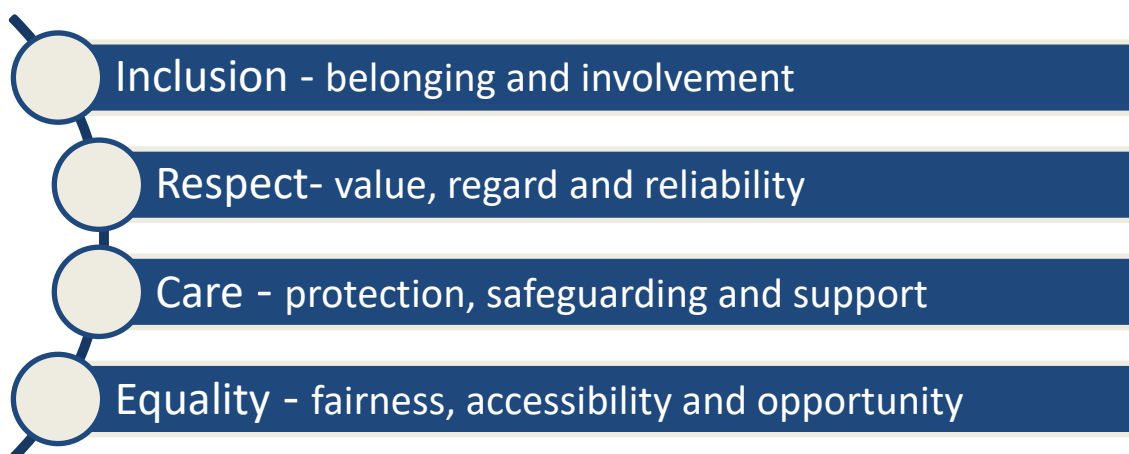 Inclusion - belonging and involvement
Respect- value, regard and reliability
Care - protection, safeguarding and support
Equality - fairness, accessibility and opportunity